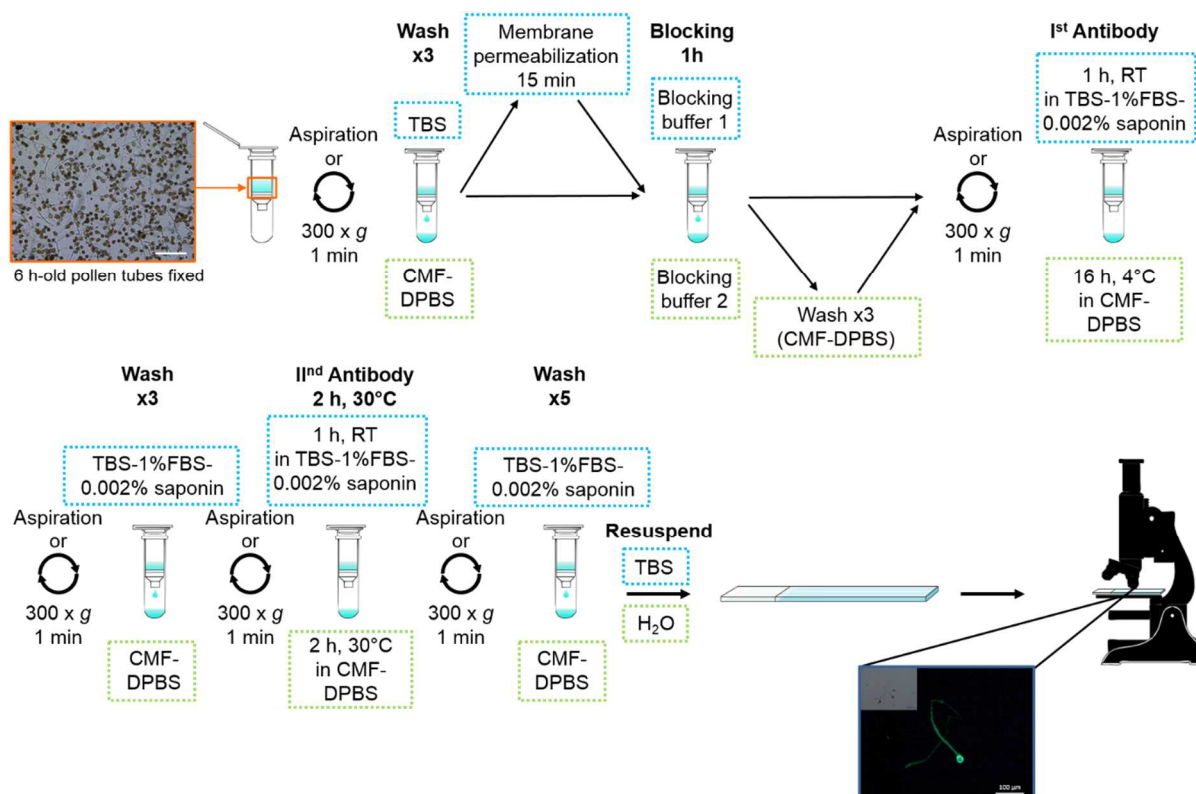 Wash
x3
Membrane
permeabilization
15 min
Blocking
1h
Ist Antibody
TBS
Blocking
buffer 1
1 h, RT
in TBS-1%FBS-
0.002% saponin
Aspiration
or
300 x g
1 min
Aspiration
or
300 x g
1 min
6 h-old pollen tubes fixed
CMF-
DPBS
Blocking
buffer 2
Wash x3
(CMF-DPBS)
16 h, 4°C
in CMF-
DPBS
Wash
x3
IInd Antibody
2 h, 30°C
Wash
x5
TBS-1%FBS-
0.002% saponin
1 h, RT
in TBS-1%FBS-
0.002% saponin
TBS-1%FBS-
0.002% saponin
Aspiration
or
300 x g
1 min
Aspiration
or
300 x g
1 min
Aspiration
or
300 x g
1 min
Resuspend
TBS
H2O
CMF-
DPBS
2 h, 30°C
in CMF-
DPBS
CMF-
DPBS
100 µm